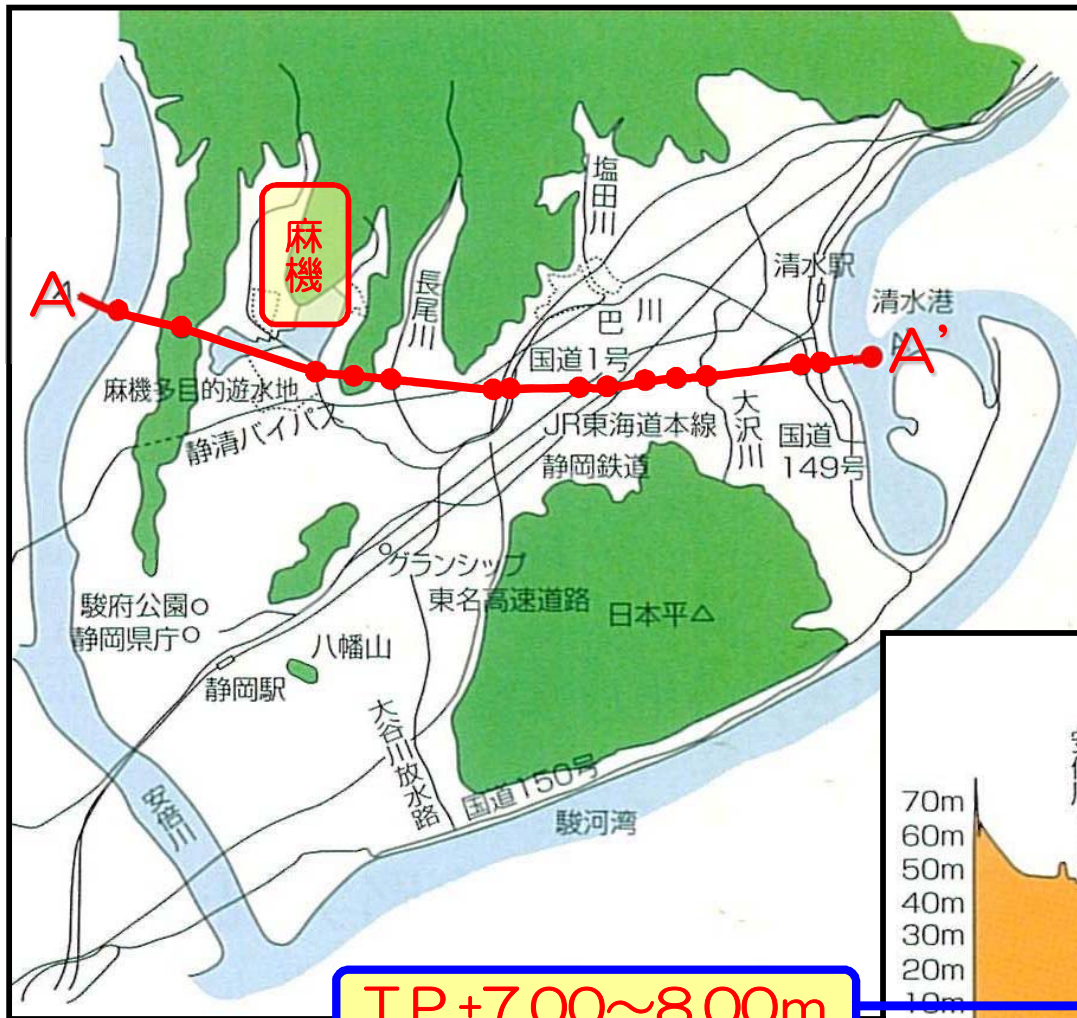 塩田川
麻機
長尾川
清水駅
清水港
巴川
A
A'
国道1号
麻機多目的遊水地
静清バイパス
JR東海道本線
静岡鉄道
大沢川
国道
149号
グランシップ
東名高速道路
日本平△
駿府公園○
静岡県庁○
八幡山
静岡駅
大谷川放水路
国道150号
安倍川
駿河湾
70m
60m
50m
40m
30m
20m
10m
T.P.+7.00〜8.00m